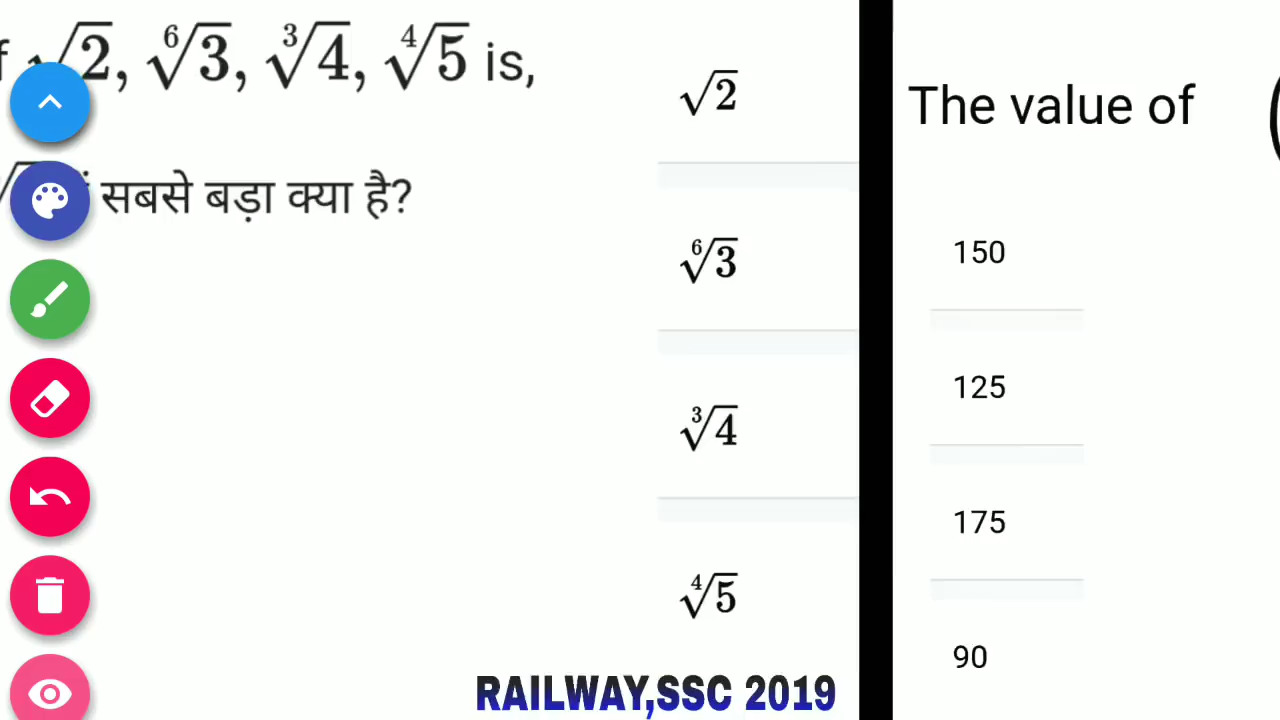 √2, ⁶√3, ³√4, ⁴√5 is,
सबसे बड़ा क्या है?
√2
⁶√3
³√4
⁴√5
RAILWAY,SSC 2019
The value of
150
125
175
90